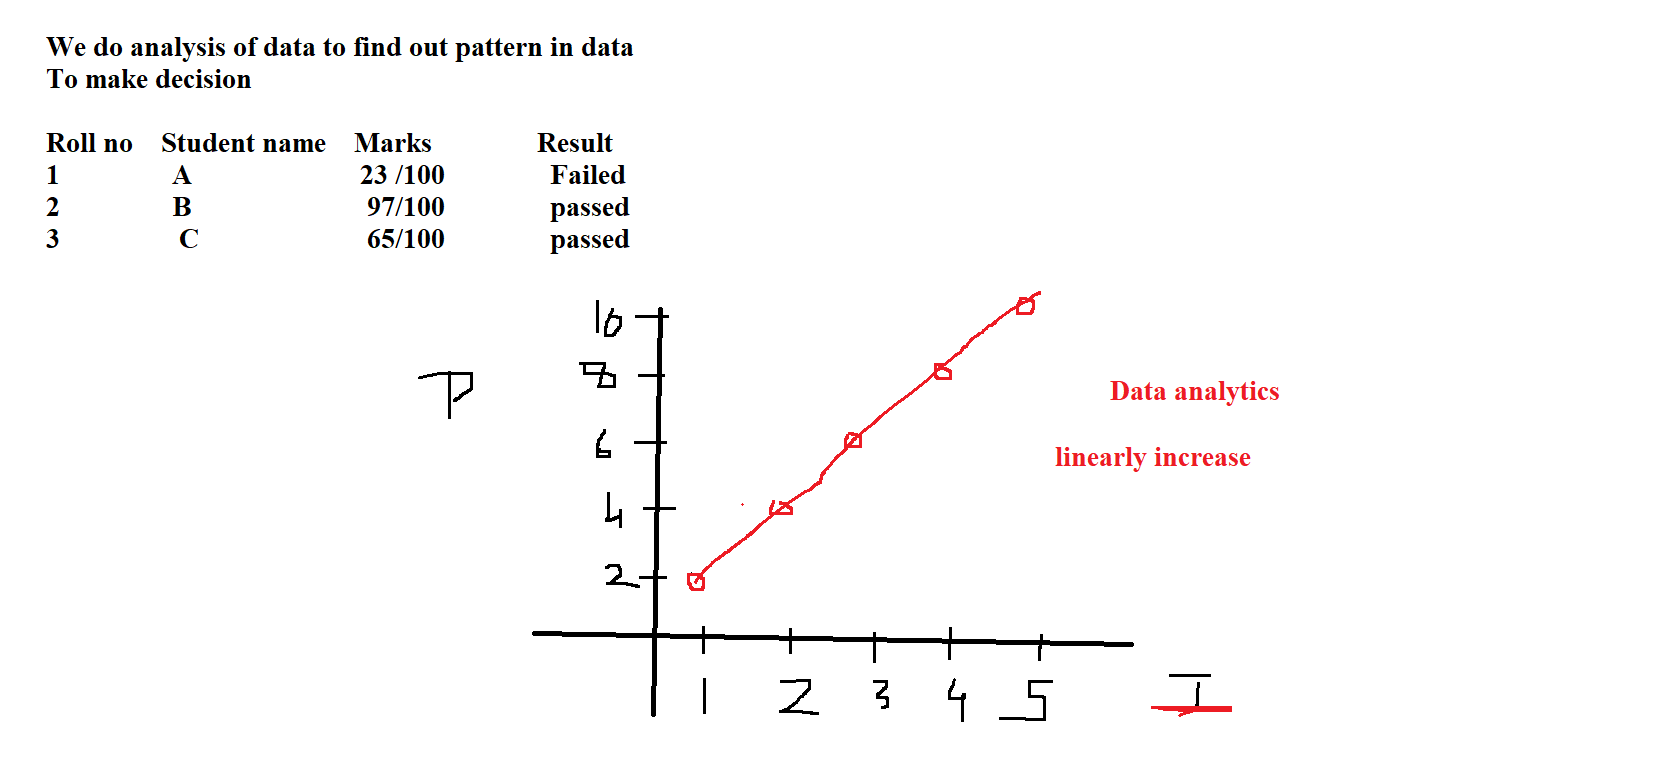 We do analysis of data to find out pattern in data
To make decision
Roll no Student name Marks Result
1 A 23 /100 Failed
2 B 97/100 passed
3 C 65/100 passed
10
8
P
Data analytics
6
linearly increase
4
2
1 2 3 4 5 I